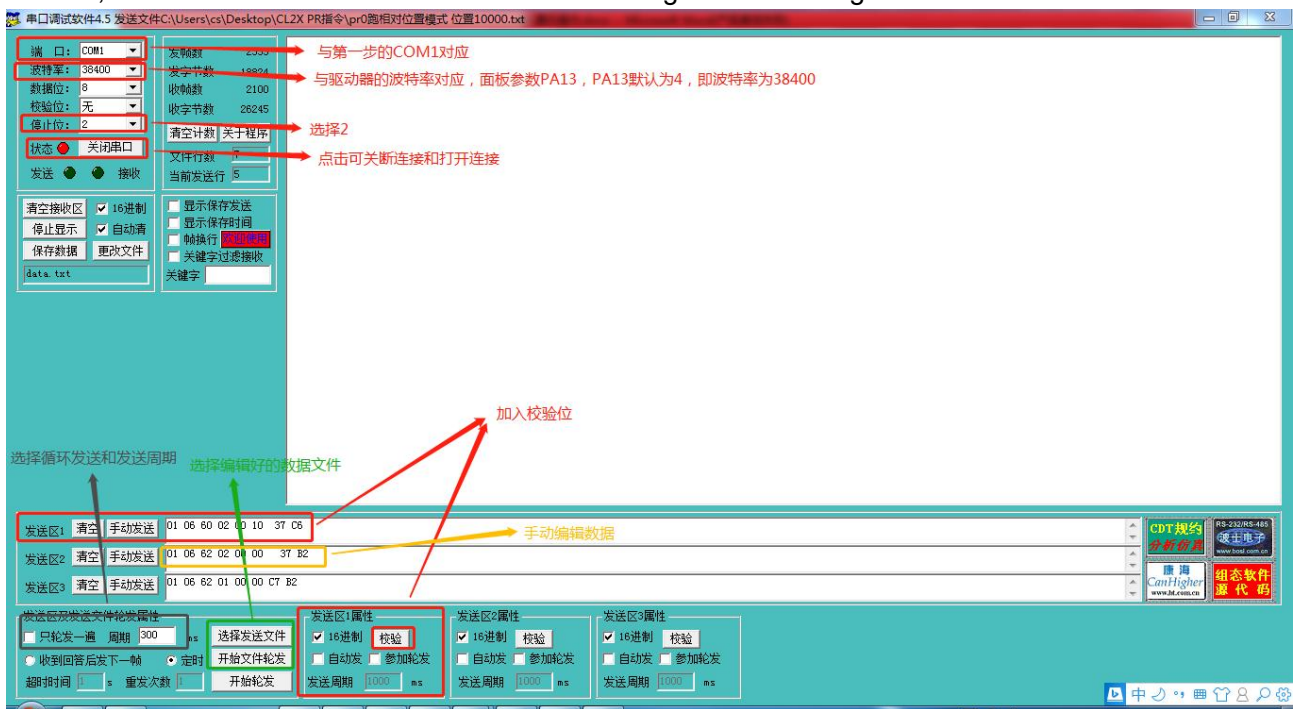 串口调试软件4.5 发送文件C:\Users\cs\Desktop\CL2X PR指令\pr0跑相对位置模式 位置10000.txt
端 口: COM1
波特率: 38400
数据位: 8
校验位: 无
停止位: 2
状态 关闭串口
发送 接收
发帧数 2353
发字节数 18824
收帧数 2100
收字节数 26245
清空计数 关于程序
文件行数 7
当前发送行 5
与第一步的COM1对应
与驱动器的波特率对应，面板参数PA13，PA13默认为4，即波特率为38400
选择2
点击可关断连接和打开连接
清空接收区 16进制
停止显示 自动清
保存数据 更改文件
data.txt
显示保存发送
显示保存时间
帧换行 欢迎使用
关键字过滤接收
关键字
加入校验位
选择循环发送和发送周期
选择编辑好的数据文件
手动编辑数据
发送区1 清空 手动发送 01 06 60 02 00 10 37 C6
发送区2 清空 手动发送 01 06 62 02 00 00 37 B2
发送区3 清空 手动发送 01 06 62 01 00 00 C7 B2
CDT规约
分析仿真
RS-232/RS-485
波士电子
www.bosi.com.cn
康 海
CanHigher
www.ht.com.cn
组态软件
源 代 码
发送区及发送文件轮发属性
只轮发一遍 周期 300 ms 选择发送文件
收到回答后发下一帧 定时 开始文件轮发
超时时间 1 s 重发次数 1 开始轮发
发送区1属性
16进制 校验
自动发 参加轮发
发送周期 1000 ms
发送区2属性
16进制 校验
自动发 参加轮发
发送周期 1000 ms
发送区3属性
16进制 校验
自动发 参加轮发
发送周期 1000 ms
中